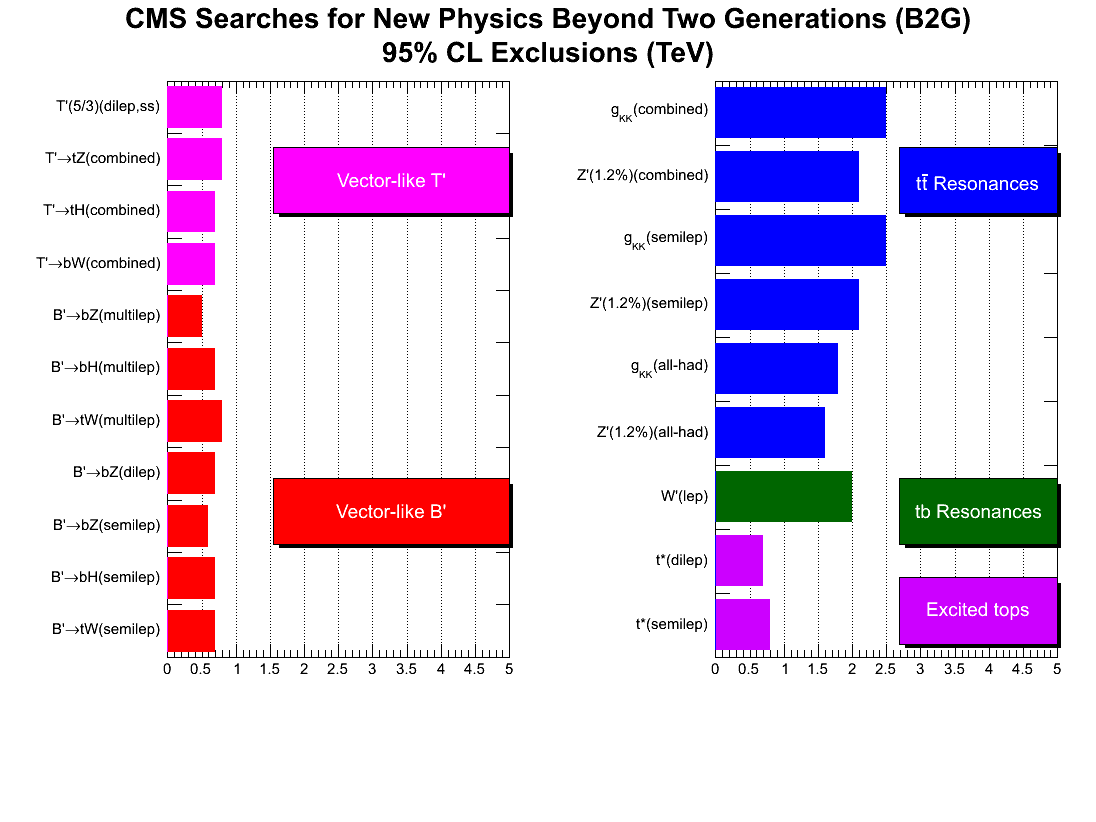 CMS Searches for New Physics Beyond Two Generations (B2G)
95% CL Exclusions (TeV)
T'(5/3)(dilep,ss)
T'→tZ(combined)
T'→tH(combined)
T'→bW(combined)
B'→bZ(multilep)
B'→bH(multilep)
B'→tW(multilep)
B'→bZ(dilep)
B'→bZ(semilep)
B'→bH(semilep)
B'→tW(semilep)
Vector-like T'
Vector-like B'
0 0.5 1 1.5 2 2.5 3 3.5 4 4.5 5
g_KK(combined)
Z'(1.2%)(combined)
g_KK(semilep)
Z'(1.2%)(semilep)
g_KK(all-had)
Z'(1.2%)(all-had)
W'(lep)
t*(dilep)
t*(semilep)
tt̄ Resonances
tb Resonances
Excited tops
0 0.5 1 1.5 2 2.5 3 3.5 4 4.5 5